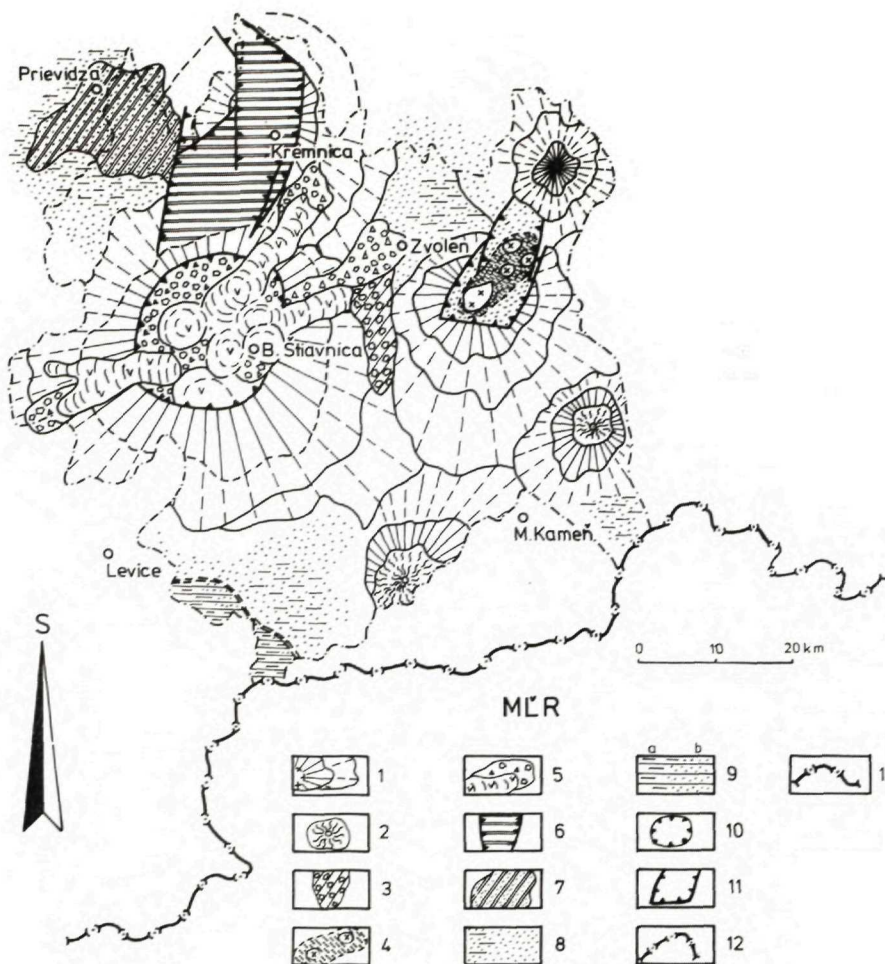 Prievidza
Kremnica
Zvolen
B. Štiavnica
M. Kameň
Levice
S
0 10 20 km
MĽR
a b
1 5 9 1
2 6 10
3 7 11
4 8 12